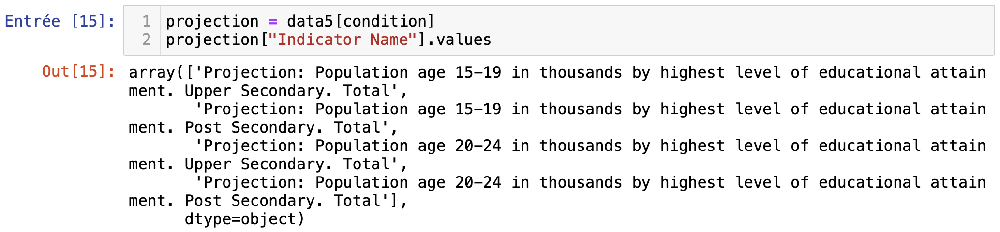 Entrée [15]:
1 projection = data5[condition]
2 projection["Indicator Name"].values
Out[15]:
array(['Projection: Population age 15-19 in thousands by highest level of educational attain
ment. Upper Secondary. Total',
       'Projection: Population age 15-19 in thousands by highest level of educational attain
ment. Post Secondary. Total',
       'Projection: Population age 20-24 in thousands by highest level of educational attain
ment. Upper Secondary. Total',
       'Projection: Population age 20-24 in thousands by highest level of educational attain
ment. Post Secondary. Total'],
      dtype=object)